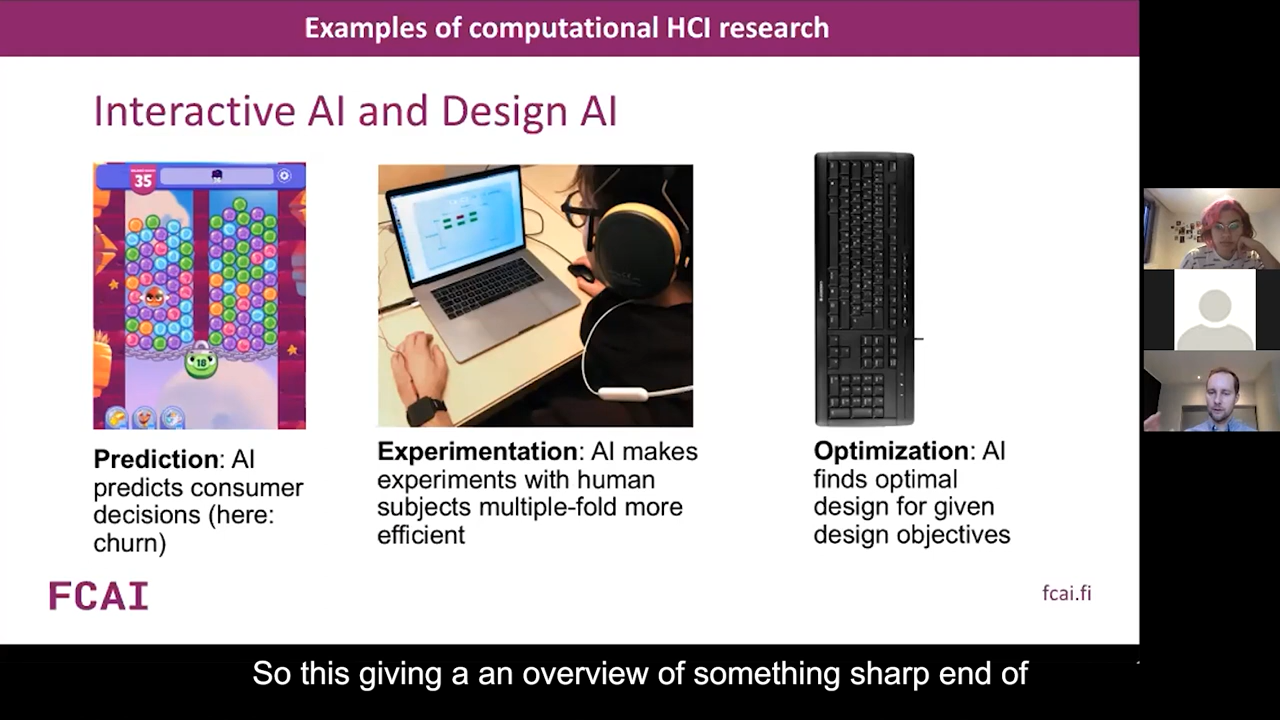 Examples of computational HCI research
Interactive AI and Design AI
35
18
Prediction: AI
predicts consumer
decisions (here:
churn)
Experimentation: AI makes
experiments with human
subjects multiple-fold more
efficient
Optimization: AI
finds optimal
design for given
design objectives
FCAI
fcai.fi
So this giving a an overview of something sharp end of